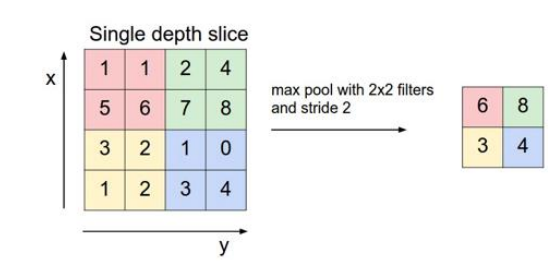 Single depth slice
x
1 1 2 4
5 6 7 8
3 2 1 0
1 2 3 4
y
max pool with 2x2 filters
and stride 2
6 8
3 4